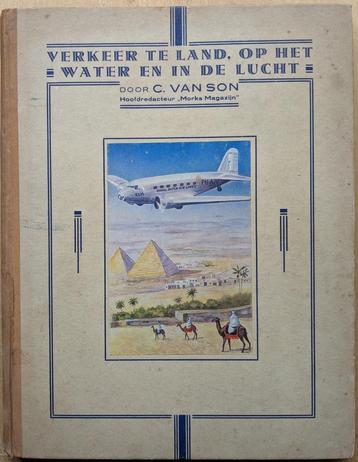 VERKEER TE LAND, OP HET
WATER EN IN DE LUCHT
DOOR C. VAN SON
Hoofdredacteur „Morks Magazijn"